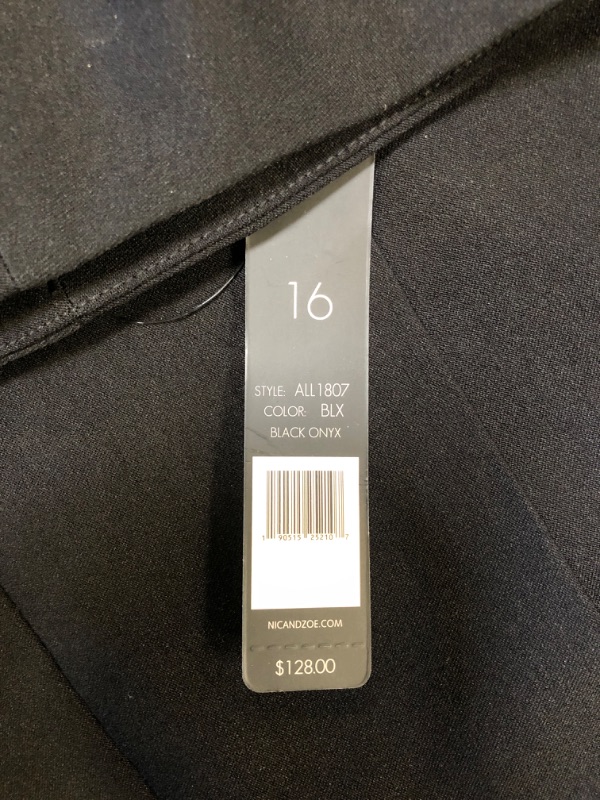 16
STYLE: ALL1807
COLOR: BLX
BLACK ONYX
1 90515 25210 7
NICANDZOE.COM
$128.00